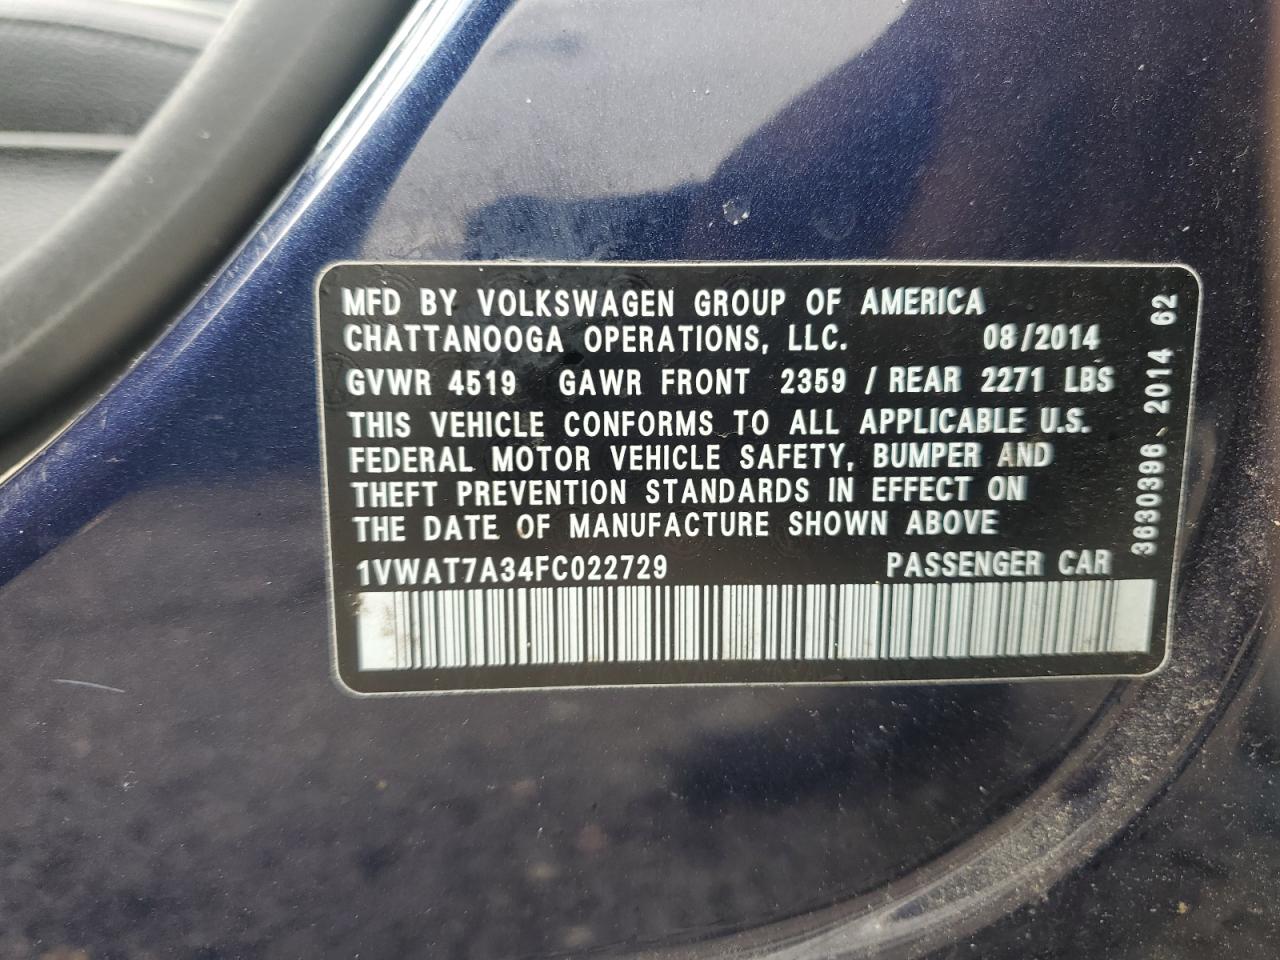 MFD BY VOLKSWAGEN GROUP OF AMERICA
CHATTANOOGA OPERATIONS, LLC. 08/2014
GVWR 4519 GAWR FRONT 2359 / REAR 2271 LBS
THIS VEHICLE CONFORMS TO ALL APPLICABLE U.S.
FEDERAL MOTOR VEHICLE SAFETY, BUMPER AND
THEFT PREVENTION STANDARDS IN EFFECT ON
THE DATE OF MANUFACTURE SHOWN ABOVE
1VWAT7A34FC022729 PASSENGER CAR
3630396 2014 62